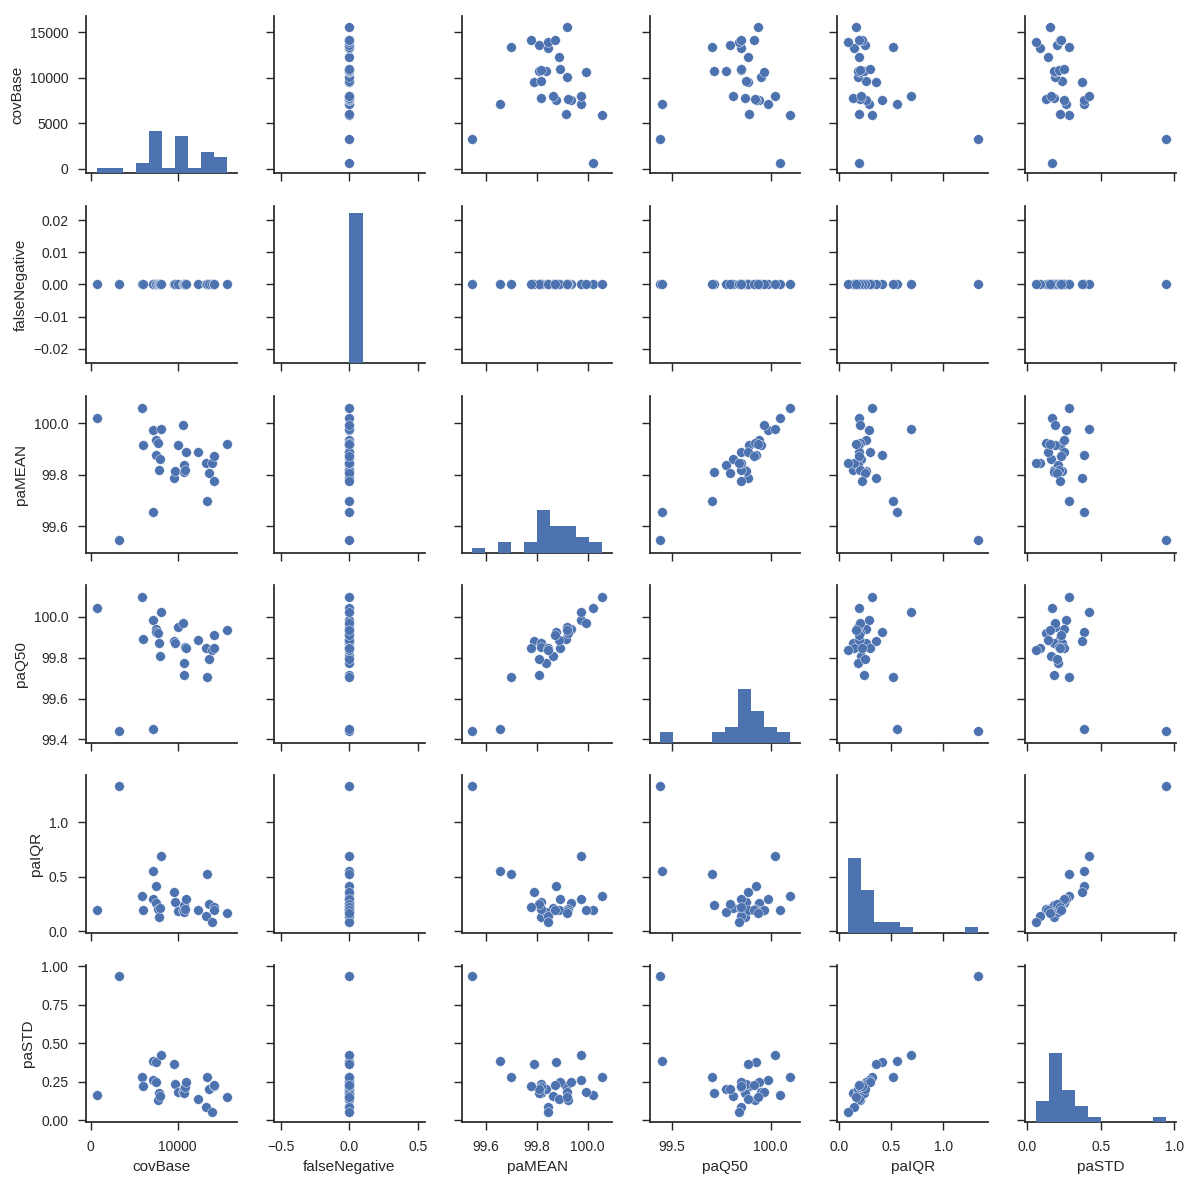 15000
10000
5000
0
covBase
0.02
0.01
0.00
−0.01
−0.02
falseNegative
100.0
99.8
99.6
paMEAN
100.0
99.8
99.6
99.4
paQ50
1.0
0.5
0.0
paIQR
1.00
0.75
0.50
0.25
0.00
paSTD
0 10000
−0.5 0.0 0.5
99.6 99.8 100.0
99.5 100.0
0.0 0.5 1.0
0.0 0.5 1.0
covBase falseNegative paMEAN paQ50 paIQR paSTD